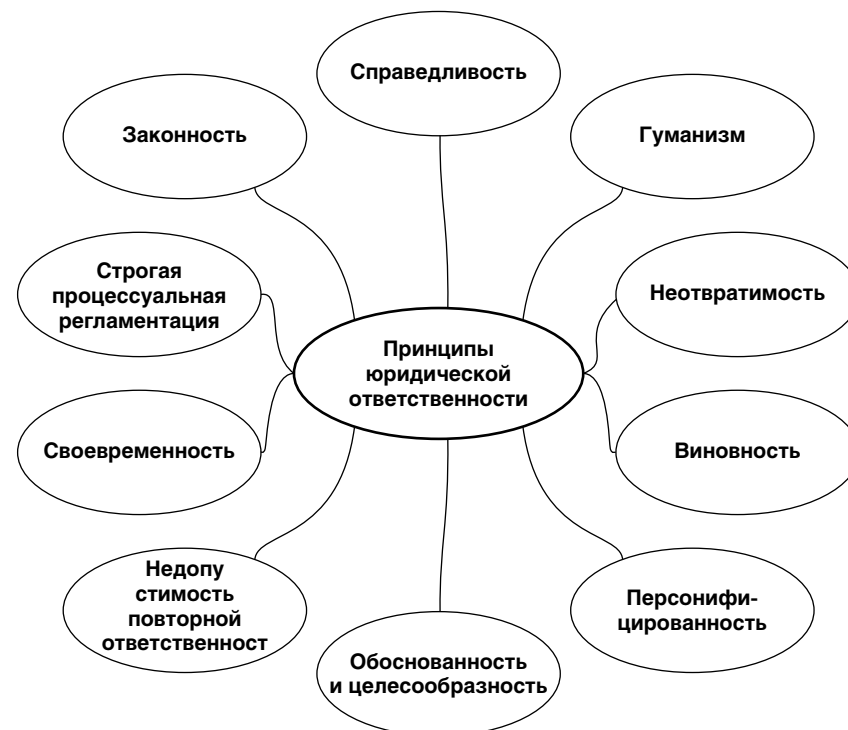 Справедливость
Законность
Гуманизм
Строгая
процессуальная
регламентация
Неотвратимость
Принципы
юридической
ответственности
Своевременность
Виновность
Недопу
стимость
повторной
ответственност
Персонифи-
цированность
Обоснованность
и целесообразность